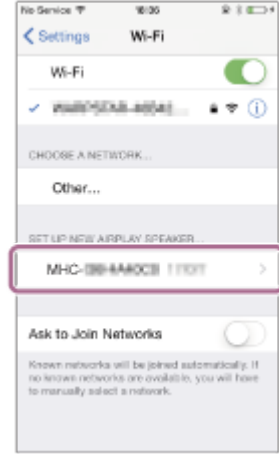 No Service 16:06
Settings Wi-Fi
Wi-Fi
CHOOSE A NETWORK...
Other...
SET UP NEW AIRPLAY SPEAKER...
MHC-
Ask to Join Networks
Known networks will be joined automatically. If
no known networks are available, you will have
to manually select a network.